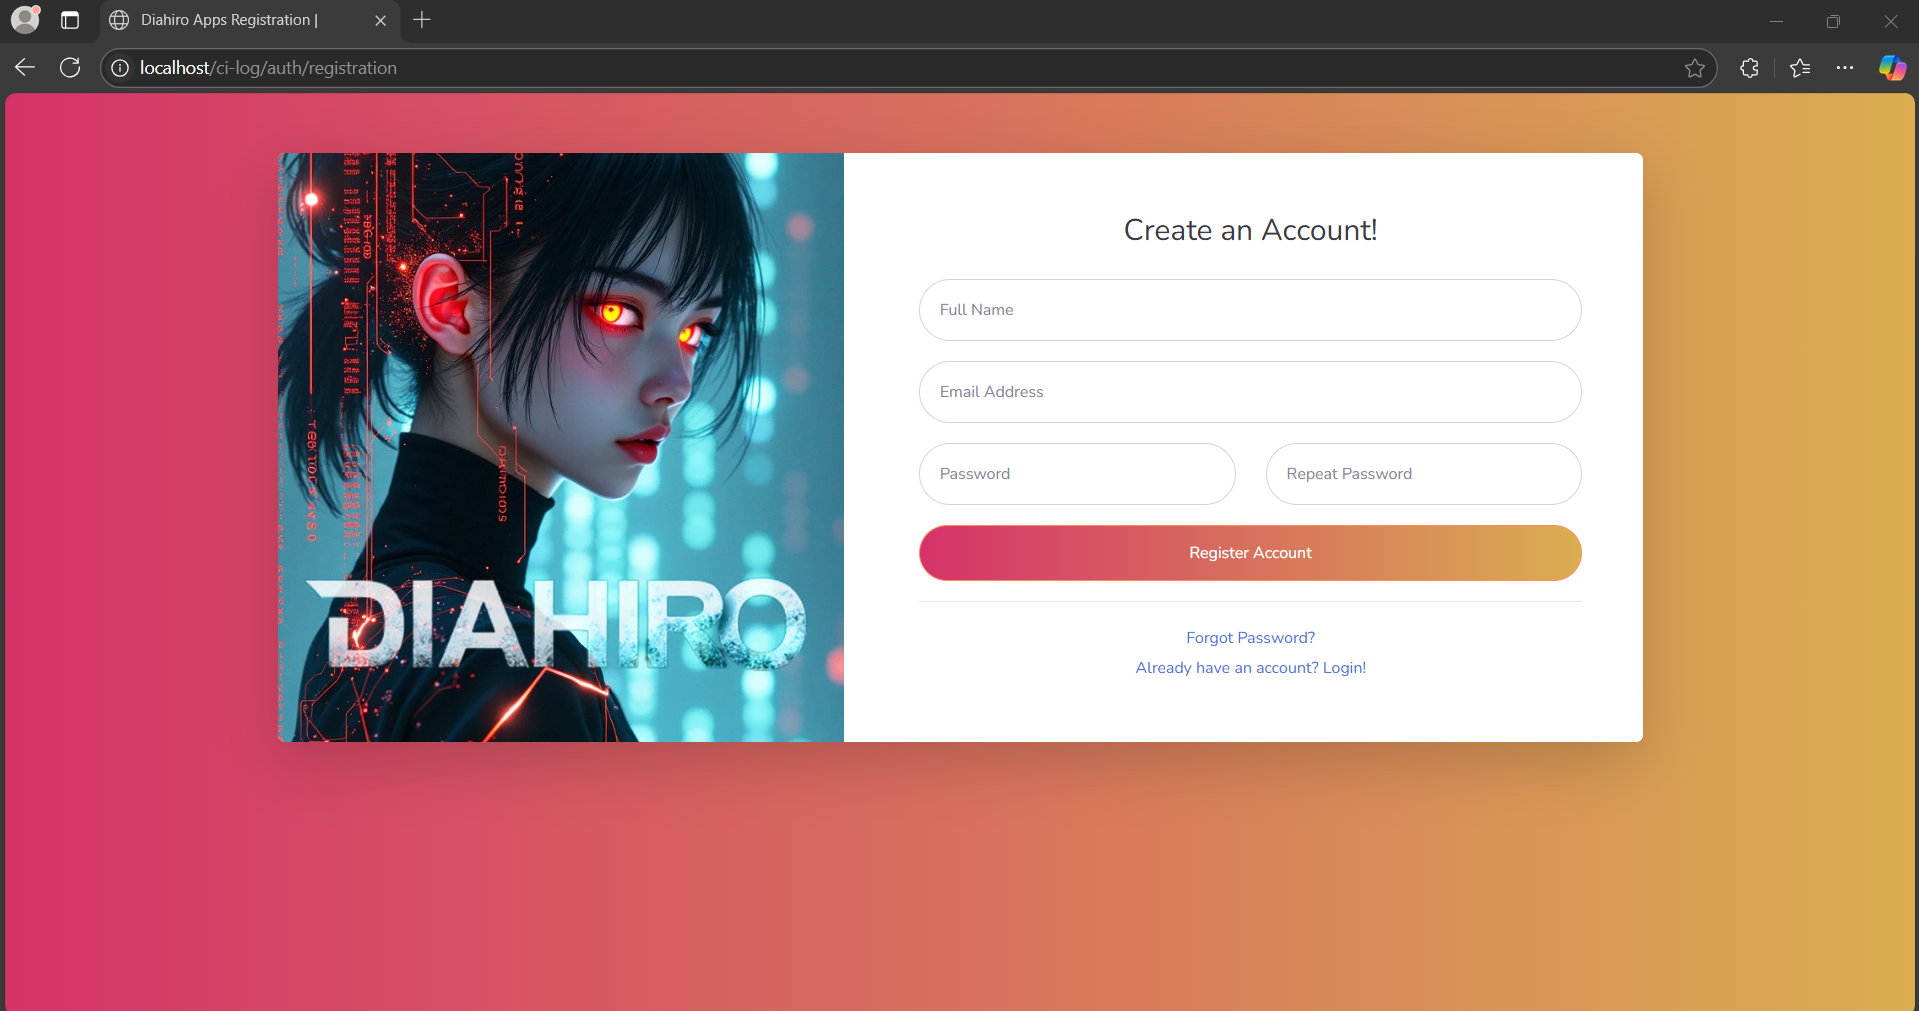 Diahiro Apps Registration |
localhost/ci-log/auth/registration
Create an Account!
Full Name
Email Address
Password
Repeat Password
Register Account
Forgot Password?
Already have an account? Login!
DIAHIRO